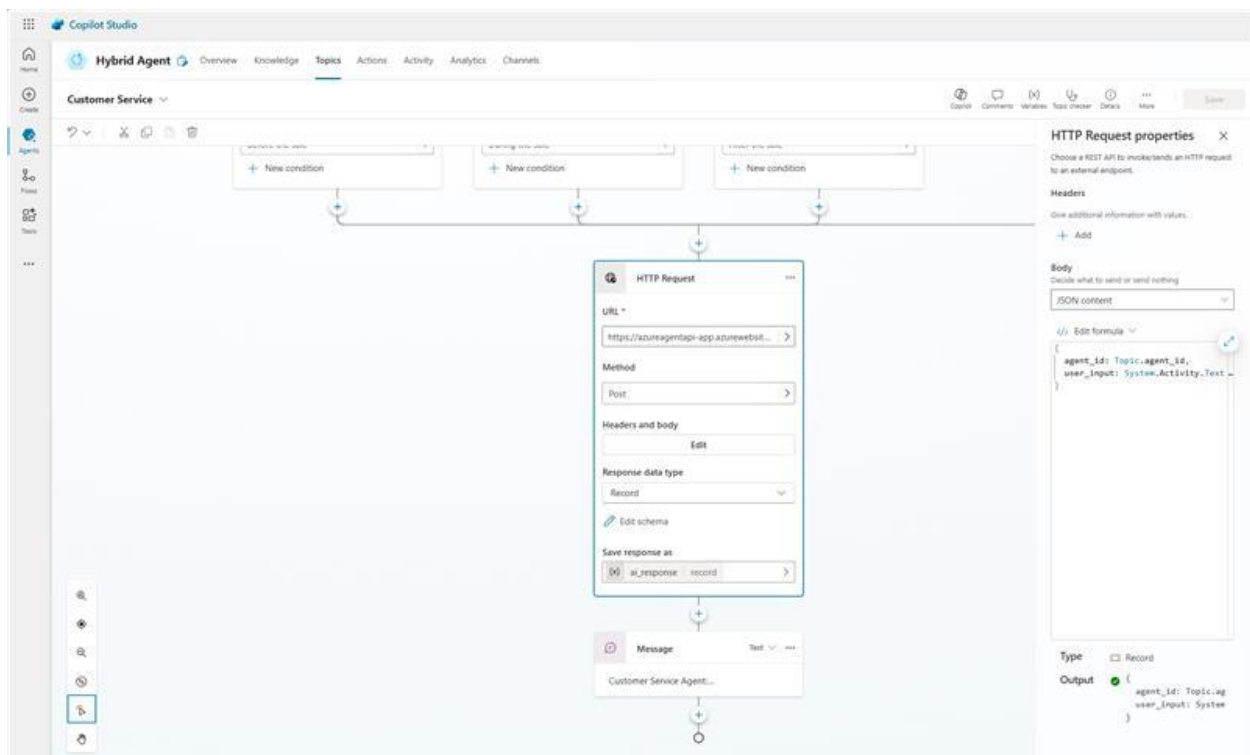 Copilot Studio
Home
Hybrid Agent
Overview
Knowledge
Topics
Actions
Activity
Analytics
Channels
Create
Customer Service
Copilot
Comments
Variables
Topic checker
Details
More
Save
Agents
Flows
Tools
New condition
New condition
New condition
HTTP Request
URL *
https://azureagentapi-app.azurewebsit...
Method
Post
Headers and body
Edit
Response data type
Record
Edit schema
Save response as
{x} ai_response record
Message
Text
Customer Service Agent:...
HTTP Request properties
Choose a REST API to invoke/sends an HTTP request
to an external endpoint.
Headers
Give additional information with values.
Add
Body
Decide what to send or send nothing
JSON content
</> Edit formula
{
agent_id: Topic.agent_id,
user_input: System.Activity.Text
}
Type
Record
Output
{
agent_id: Topic.ag
user_input: System
}